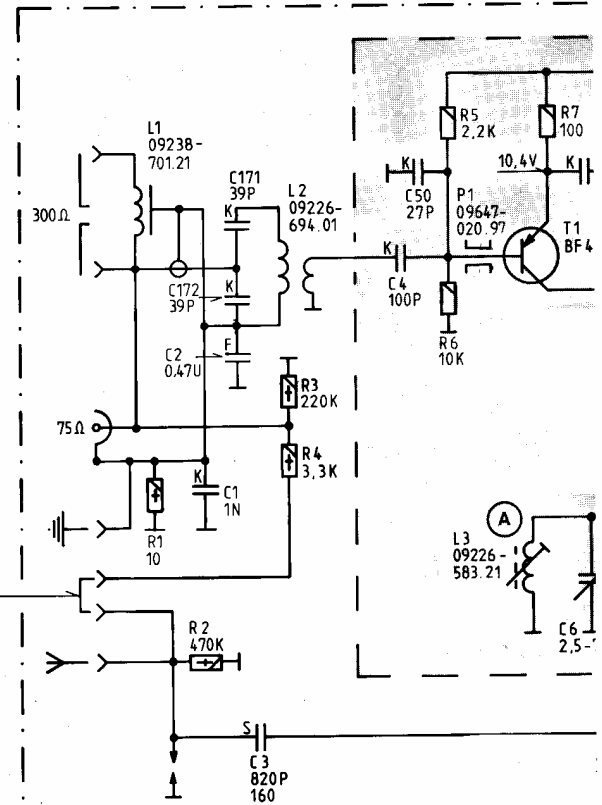 L1
09238-
701.21
300Ω
C171
39P
K
L2
09226-
694.01
K
C172
39P
F
C2
0.47U
R5
2,2K
R7
100
10,4V
K
K
C50
27P
P1
09647-
020.97
T1
BF4
K
C4
100P
R6
10K
R3
220K
75Ω
R4
3,3K
K
C1
1N
R1
10
A
L3
09226-
583.21
C6
2,5-
R2
470K
S
C3
820P
160